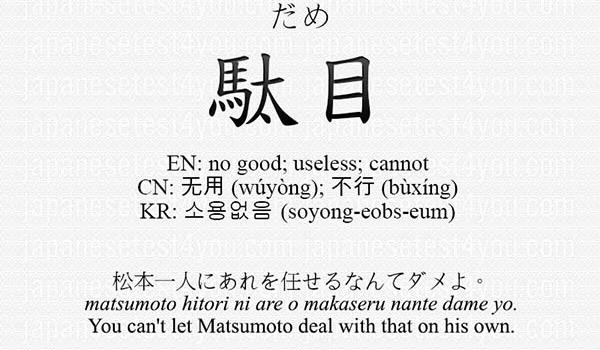 だめ
駄目
EN: no good; useless; cannot
CN: 无用 (wúyòng); 不行 (bùxíng)
KR: 소용없음 (soyong-eobs-eum)
松本一人にあれを任せるなんてダメよ。
matsumoto hitori ni are o makaseru nante dame yo.
You can't let Matsumoto deal with that on his own.